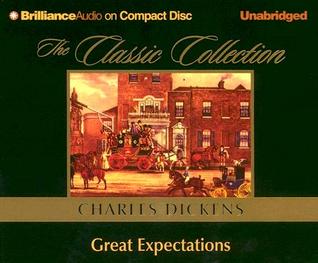 BrillianceAudio on Compact Disc
Unabridged
The Classic Collection
CHARLES DICKENS
Great Expectations